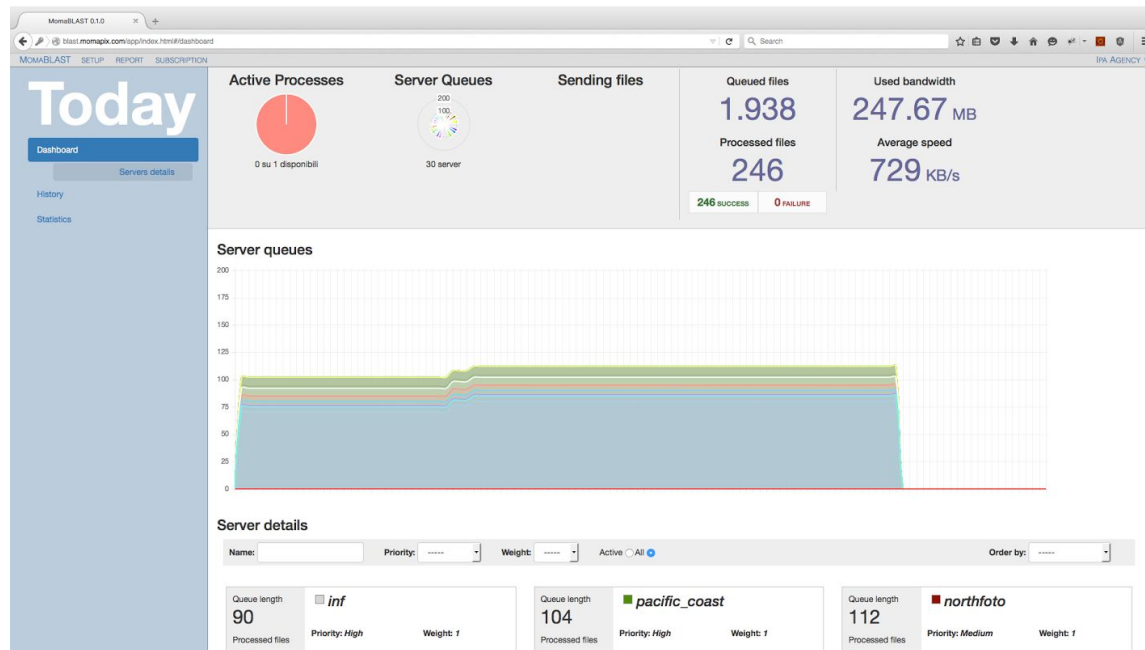 MomaBLAST 0.1.0
blast.momapix.com/app/index.html#/dashboard
Search
MOMABLAST SETUP REPORT SUBSCRIPTION
IPA AGENCY
Today
Dashboard
Servers details
History
Statistics
Active Processes
0 su 1 disponibili
Server Queues
200
100
30 server
Sending files
Queued files
1.938
Processed files
246
246 SUCCESS 0 FAILURE
Used bandwidth
247.67 MB
Average speed
729 KB/s
Server queues
200
175
150
125
100
75
50
25
0
Server details
Name: Priority: ----- Weight: ----- Active All Order by: -----
Queue length
90
Processed files
inf
Priority: High Weight: 1
Queue length
104
Processed files
pacific_coast
Priority: High Weight: 1
Queue length
112
Processed files
northfoto
Priority: Medium Weight: 1